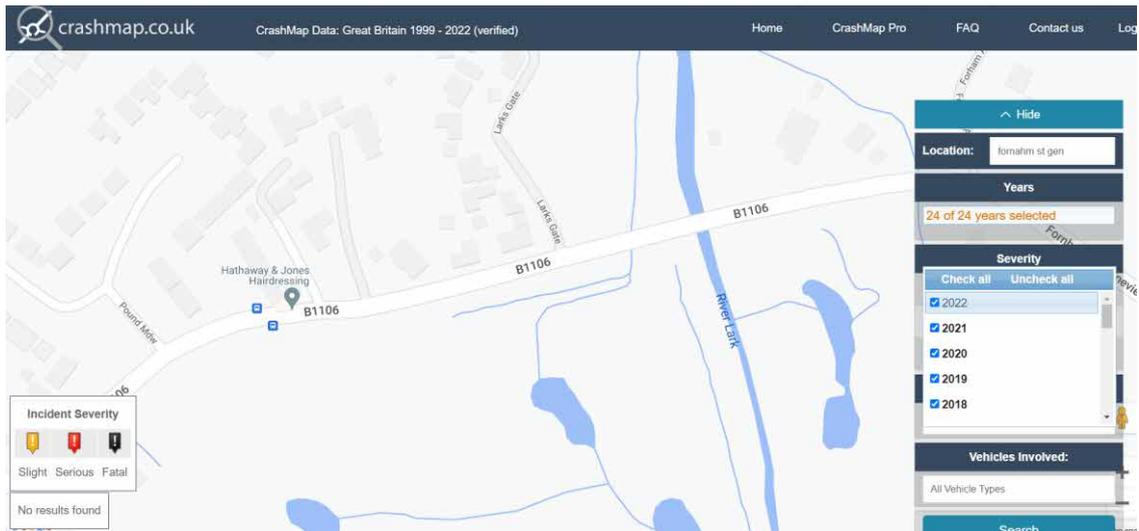 crashmap.co.uk
CrashMap Data: Great Britain 1999 - 2022 (verified)
Home
CrashMap Pro
FAQ
Contact us
Log
Hide
Location:
fornahm st gen
Years
24 of 24 years selected
Severity
Check all Uncheck all
2022
2021
2020
2019
2018
Vehicles Involved:
All Vehicle Types
Search
Larks Gate
Larks Gate
B1106
B1106
B1106
Hathaway & Jones
Hairdressing
Pound Mdw
River Lark
Incident Severity
Slight Serious Fatal
No results found